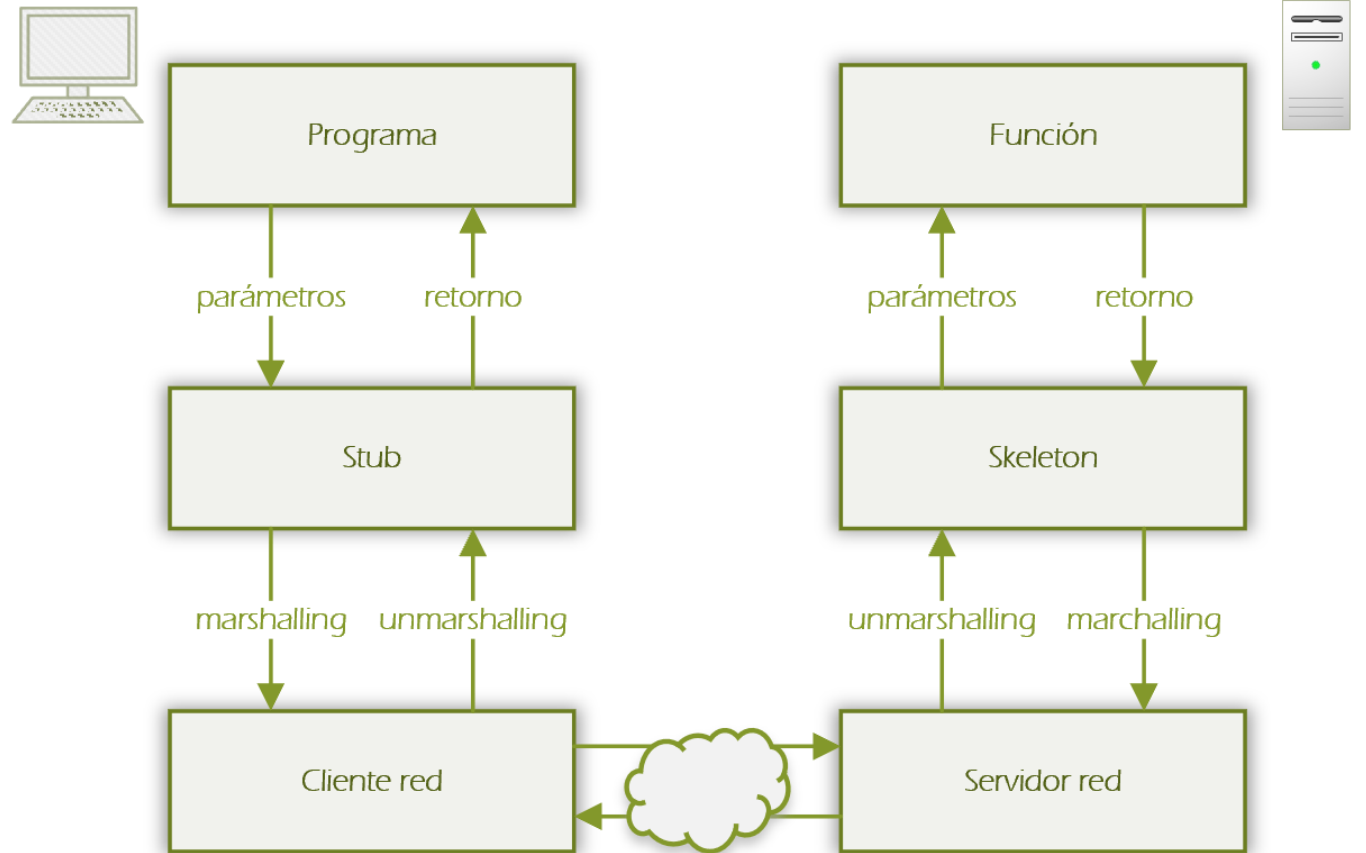 Programa
Función
parámetros
retorno
parámetros
retorno
Stub
Skeleton
marshalling
unmarshalling
unmarshalling
marchalling
Cliente red
Servidor red